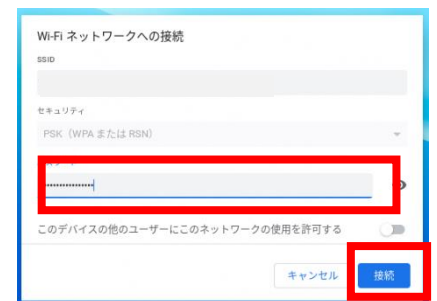 Wi-Fi ネットワークへの接続
SSID
セキュリティ
PSK（WPA または RSN）
このデバイスの他のユーザーにこのネットワークの使用を許可する
キャンセル
接続